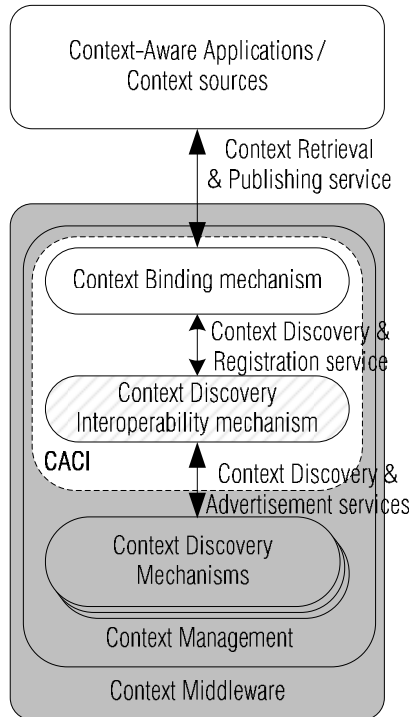 Context-Aware Applications /
Context sources
Context Retrieval
& Publishing service
Context Binding mechanism
Context Discovery &
Registration service
Context Discovery
Interoperability mechanism
CACI
Context Discovery &
Advertisement services
Context Discovery
Mechanisms
Context Management
Context Middleware